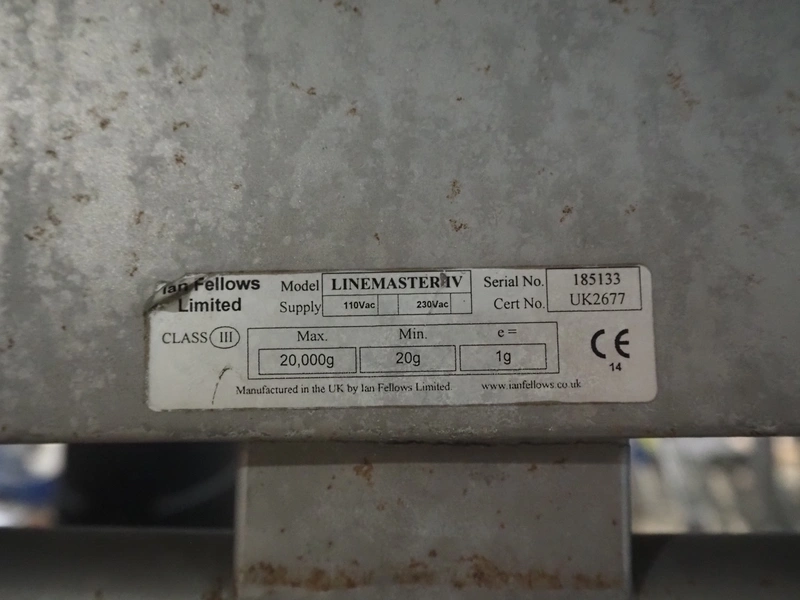 Ian Fellows
Limited
Model LINEMASTER IV
Supply 110Vac 230Vac
Serial No. 185133
Cert No. UK2677
CLASS III
Max. Min. e =
20,000g 20g 1g
CE
14
Manufactured in the UK by Ian Fellows Limited www.ianfellows.co.uk